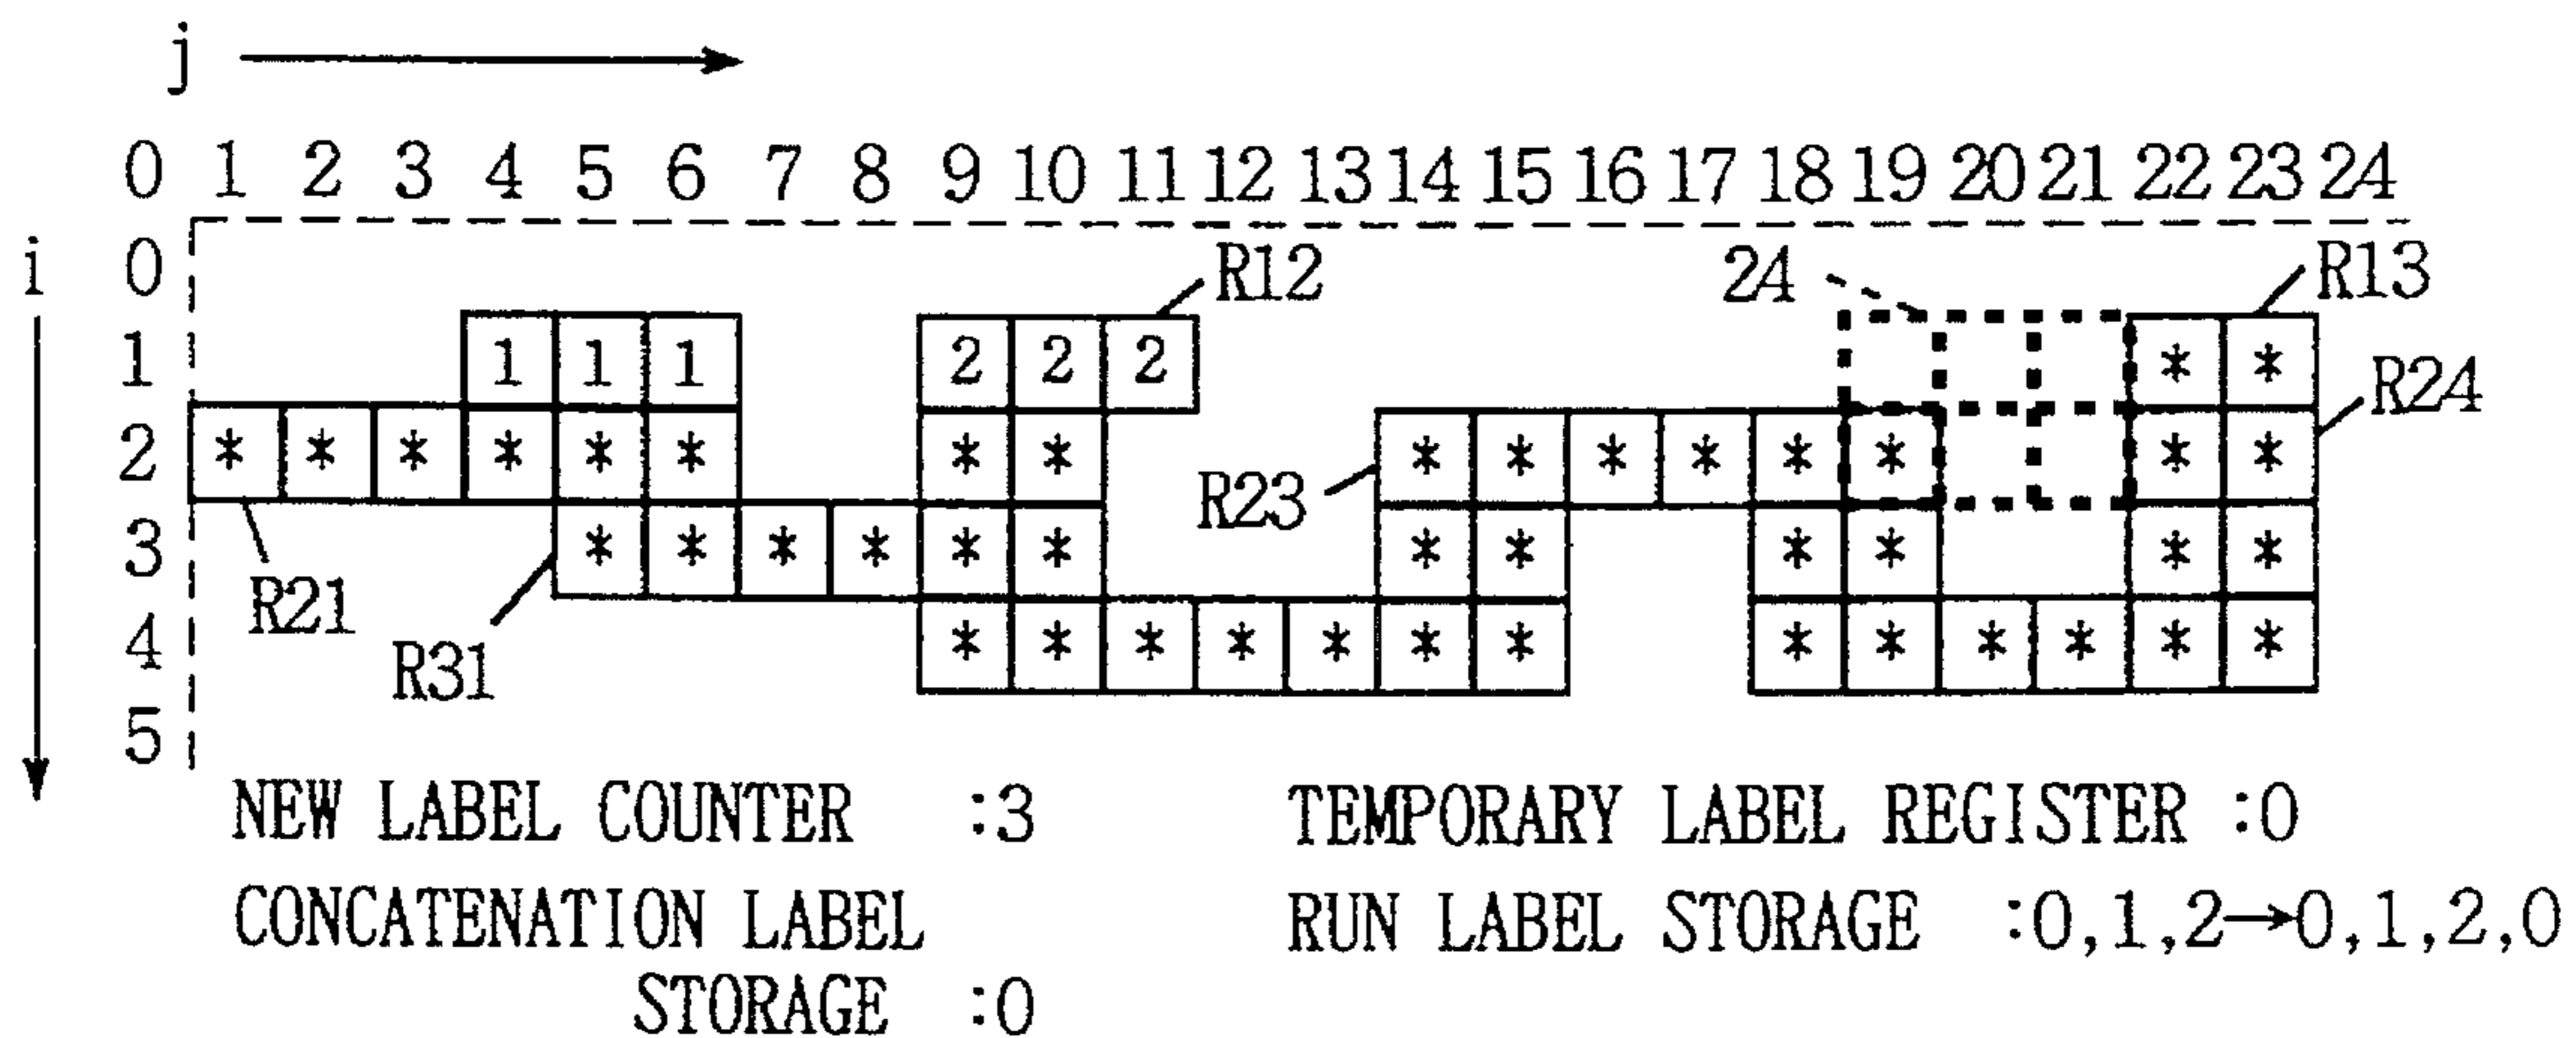 j
0 1 2 3 4 5 6 7 8 9 10 11 12 13 14 15 16 17 18 19 20 21 22 23 24
i 0 R12 24 R13
1 1 1 1 2 2 2 * *
R24
2 * * * * * * * * * * * * * * * *
R23
3 * * * * * * * * * * * *
R21
4 * * * * * * * * * * * * *
R31
5
NEW LABEL COUNTER :3 TEMPORARY LABEL REGISTER :0
CONCATENATION LABEL RUN LABEL STORAGE :0,1,2→0,1,2,0
STORAGE :0